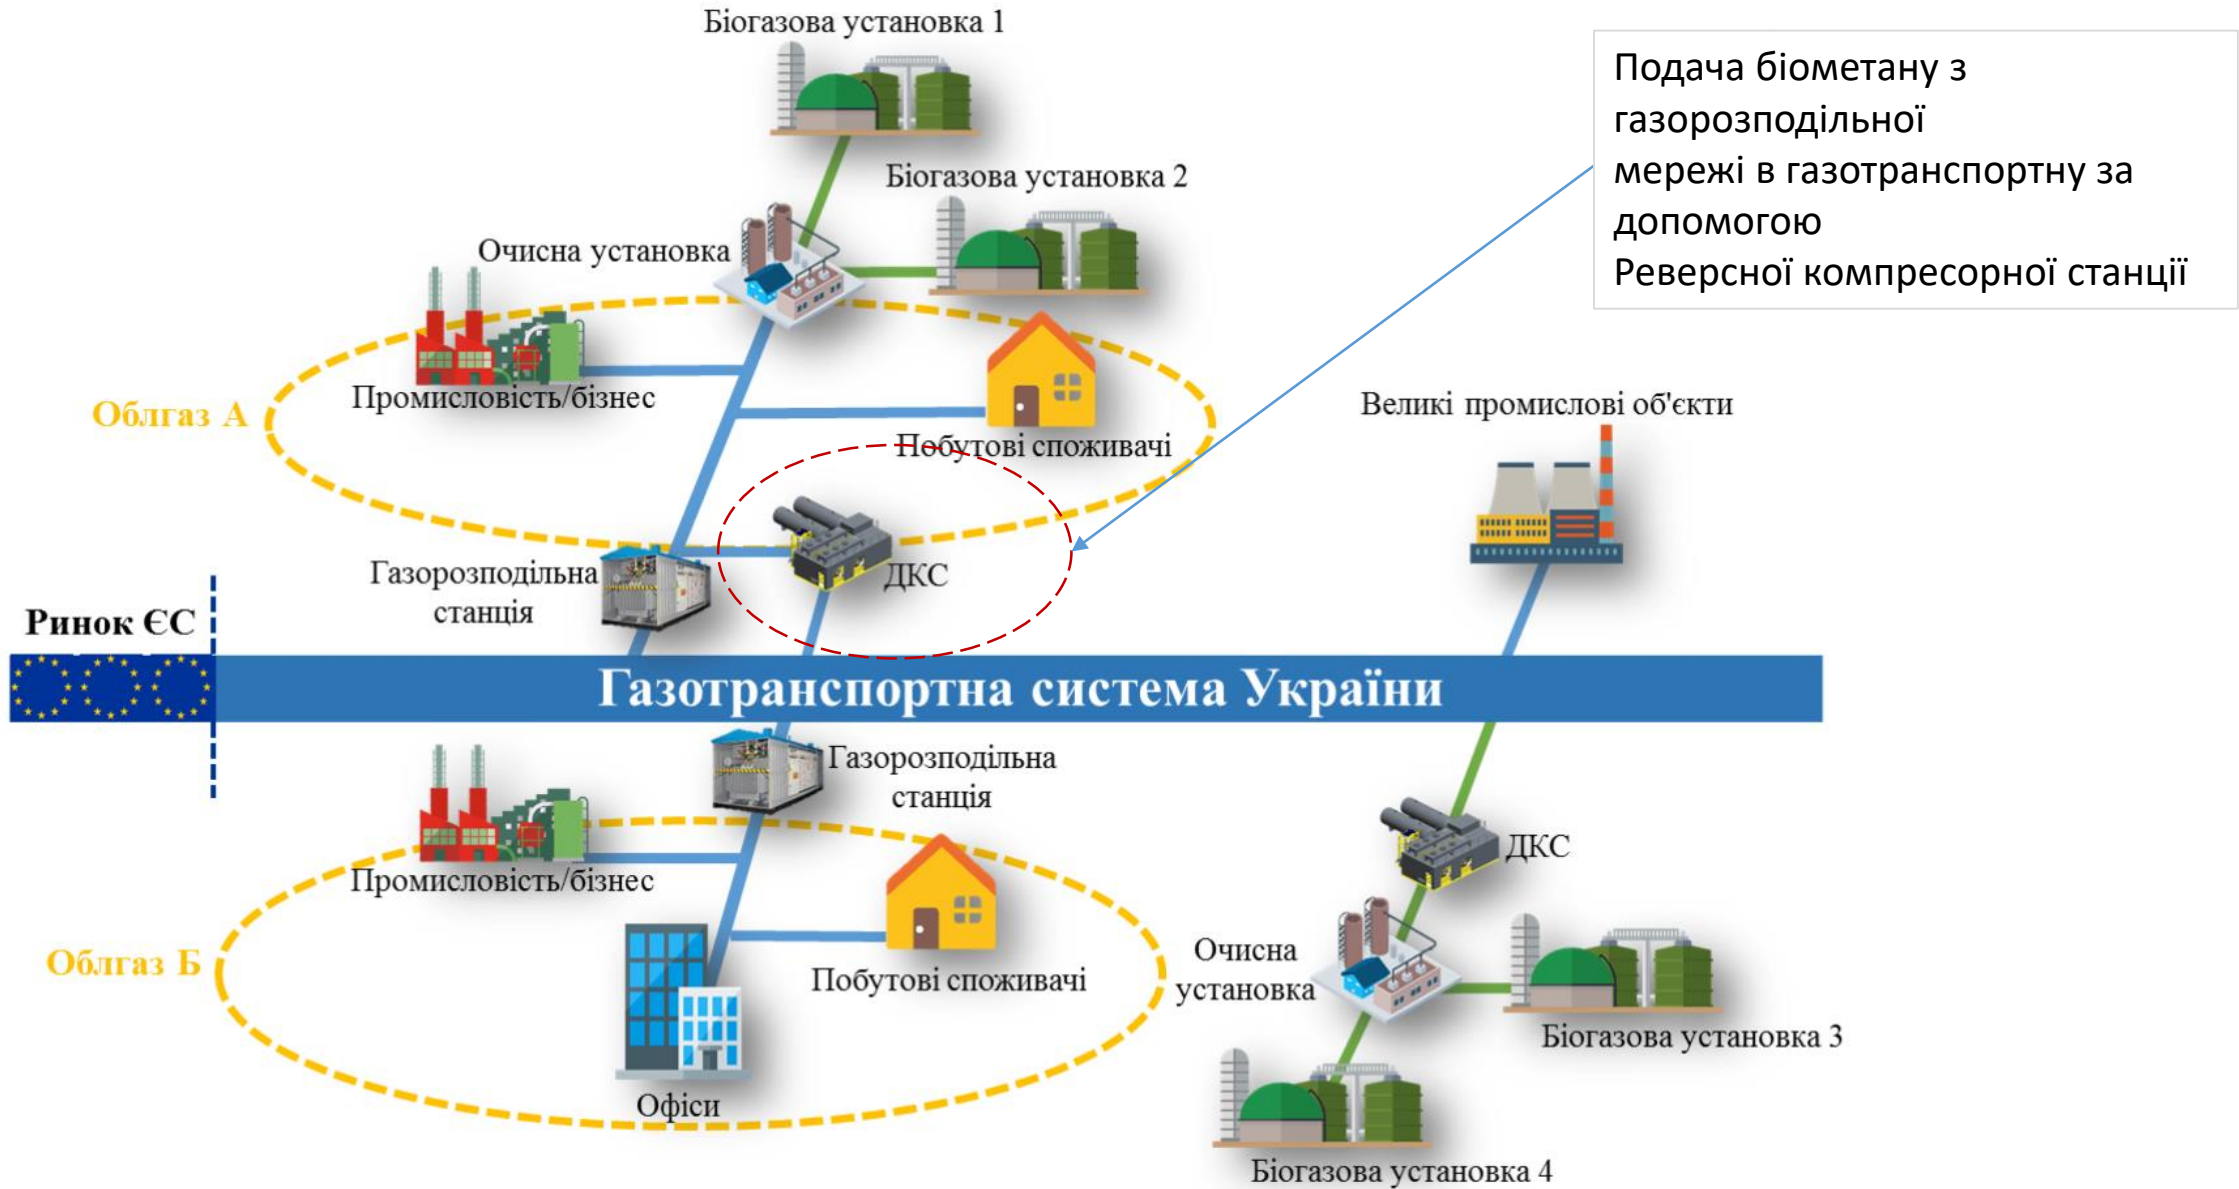 Біогазова установка 1
Подача біометану з
газорозподільної
мережі в газотранспортну за
допомогою
Реверсної компресорної станції
Біогазова установка 2
Очисна установка
Промисловість/бізнес
Облгаз А
Побутові споживачі
Великі промислові об'єкти
Газорозподільна
станція
ДКС
Ринок ЄС
Газотранспортна система України
Газорозподільна
станція
Промисловість/бізнес
ДКС
Облгаз Б
Побутові споживачі
Очисна
установка
Біогазова установка 3
Офіси
Біогазова установка 4